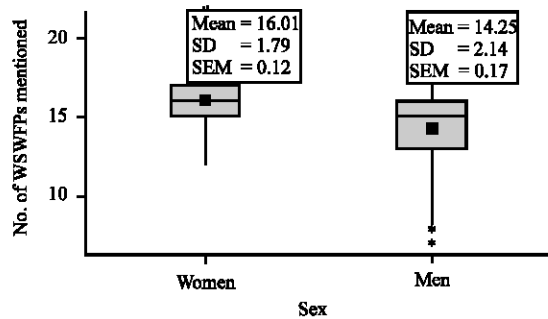 Mean = 16.01
SD = 1.79
SEM = 0.12
Mean = 14.25
SD = 2.14
SEM = 0.17
No. of WSWFPs mentioned
20
15
10
*
*
Women
Men
Sex